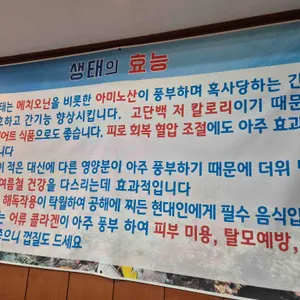 생태의 효능
태는 메치오닌을 비롯한 아미노산이 풍부하며 혹사당하는 간
호하고 간기능 향상시킵니다. 고단백 저 칼로리이기 때문
어트 식품으로도 좋습니다. 피로 회복 혈압 조절에도 아주 효고
니다
이 적은 대신에 다른 영양분이 아주 풍부하기 때문에 더위
여름철 건강을 다스리는데 효과적입니다
해독작용이 탁월하여 공해에 찌든 현대인에게 필수 음식입
는 어류 콜라겐이 아주 풍부 하여 피부 미용, 탈모예방,
으니 껍질도 드세요